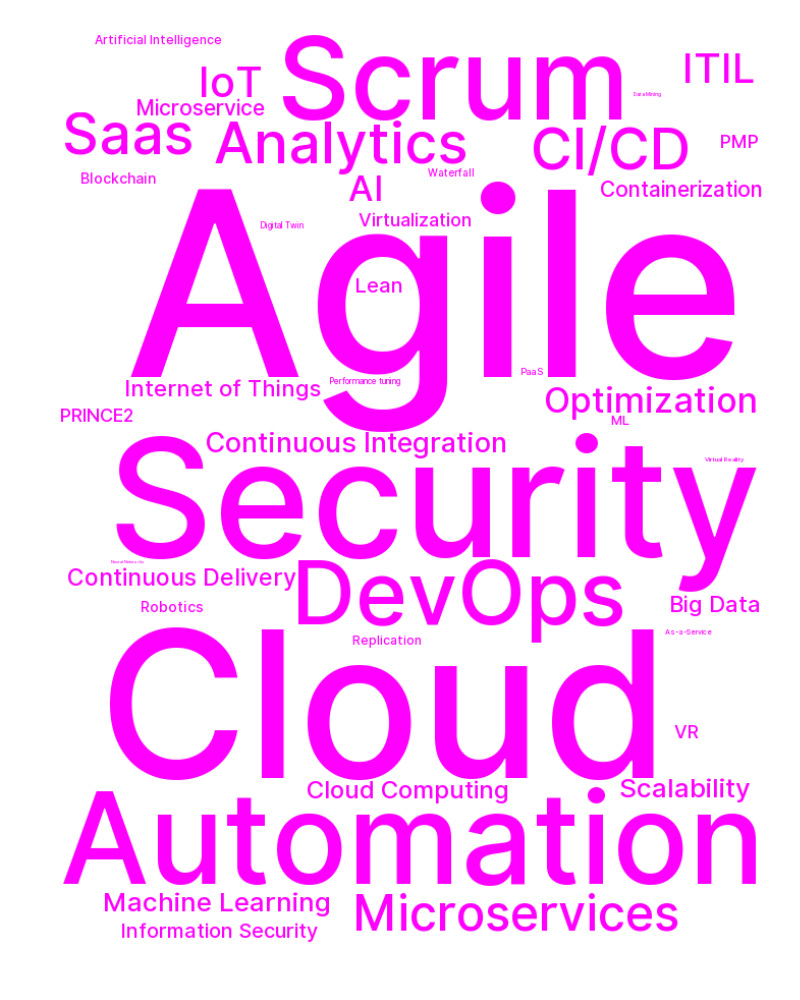 Artificial Intelligence
Scrum
ITIL
IoT
Data Mining
Microservice
Saas
Analytics
CI/CD
PMP
Blockchain
Waterfall
AI
Containerization
Agile
Virtualization
Digital Twin
Lean
PaaS
Performance tuning
Internet of Things
Optimization
PRINCE2
ML
Continuous Integration
Security
Virtual Reality
Continuous Delivery
DevOps
Robotics
Big Data
As-a-Service
Replication
Cloud
VR
Cloud Computing
Scalability
Automation
Machine Learning
Microservices
Information Security